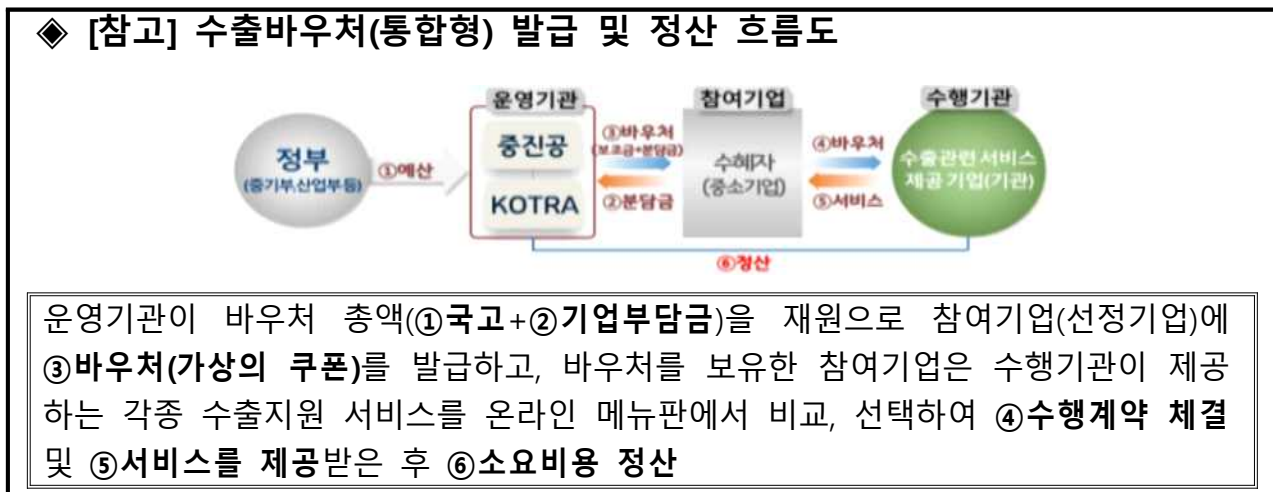 ◈ [참고] 수출바우처(통합형) 발급 및 정산 흐름도
운영기관
참여기업
수행기관
정부
(중기부,산업부등)
①예산
중진공
KOTRA
③바우처
(보조금+분담금)
②분담금
수혜자
(중소기업)
④바우처
⑤서비스
수출관련 서비스
제공 기업(기관)
⑥정산
운영기관이 바우처 총액(①국고+②기업부담금)을 재원으로 참여기업(선정기업)에
③바우처(가상의 쿠폰)를 발급하고, 바우처를 보유한 참여기업은 수행기관이 제공
하는 각종 수출지원 서비스를 온라인 메뉴판에서 비교, 선택하여 ④수행계약 체결
및 ⑤서비스를 제공받은 후 ⑥소요비용 정산